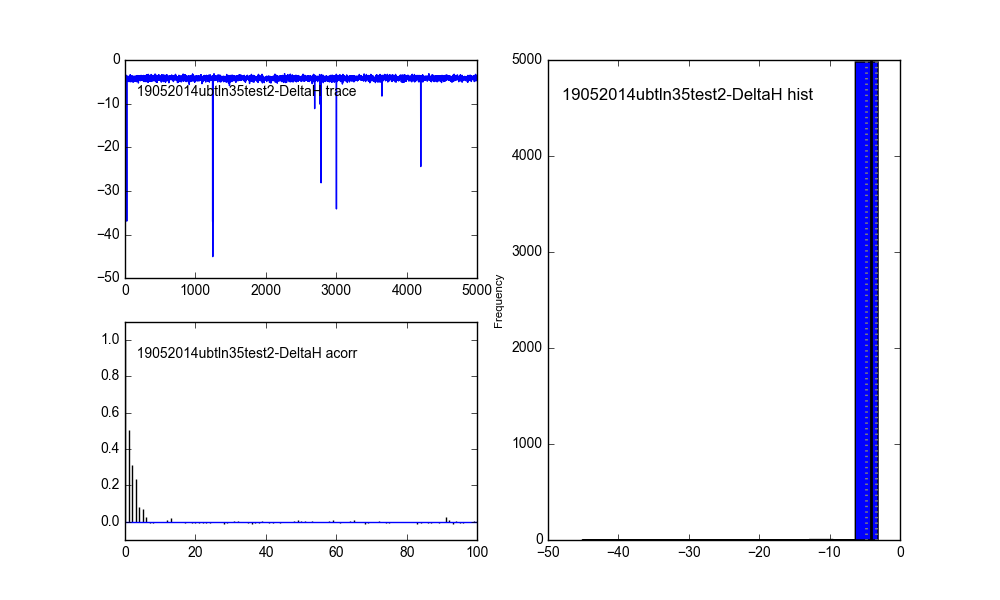 0
−10
−20
−30
−40
−50
19052014ubtln35test2-DeltaH trace
0 1000 2000 3000 4000 5000
1.0
0.8
0.6
0.4
0.2
0.0
19052014ubtln35test2-DeltaH acorr
0 20 40 60 80 100
5000
4000
3000
2000
1000
0
Frequency
19052014ubtln35test2-DeltaH hist
−50 −40 −30 −20 −10 0